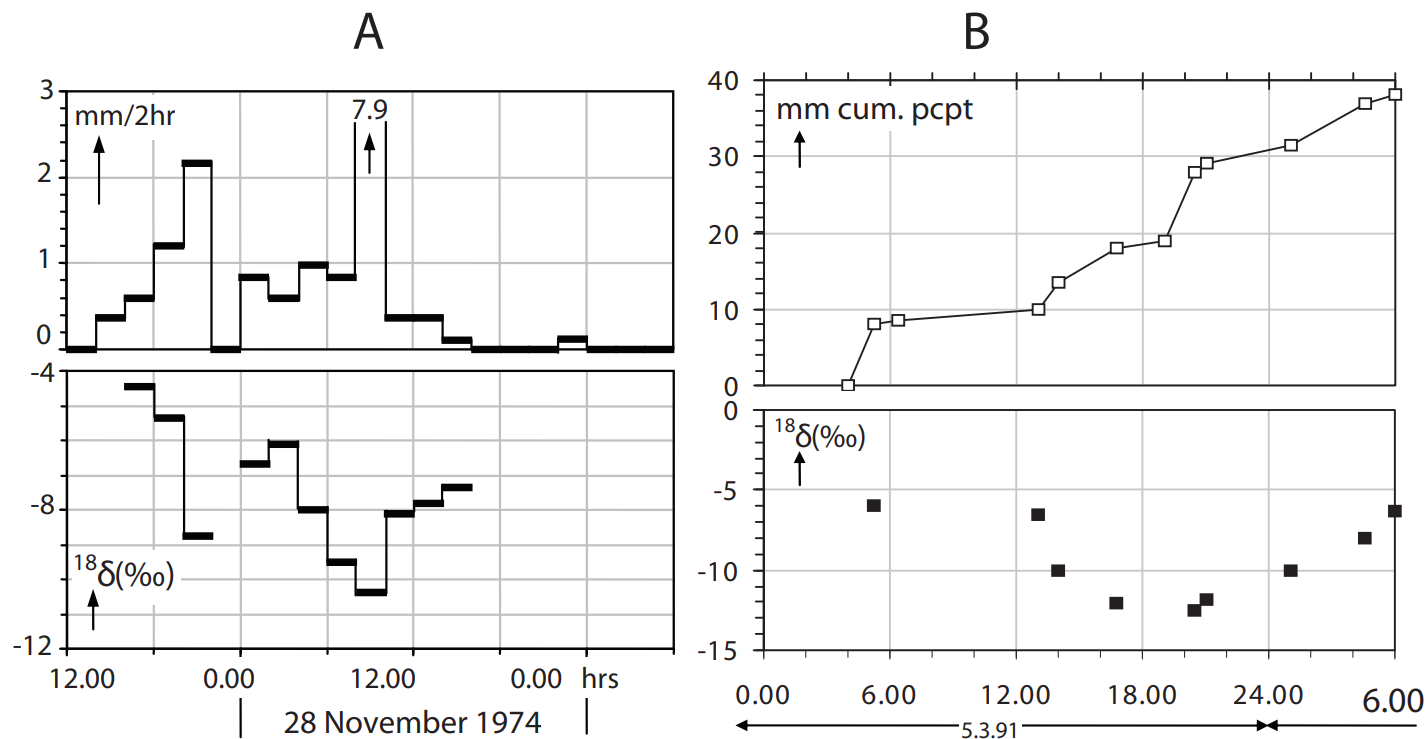 A
3
mm/2hr
7.9
2
1
0
-4
-8
18δ(‰)
-12
12.00 0.00 12.00 0.00 hrs
28 November 1974
B
40
mm cum. pcpt
30
20
10
0
0
18δ(‰)
-5
-10
-15
0.00 6.00 12.00 18.00 24.00 6.00
5.3.91